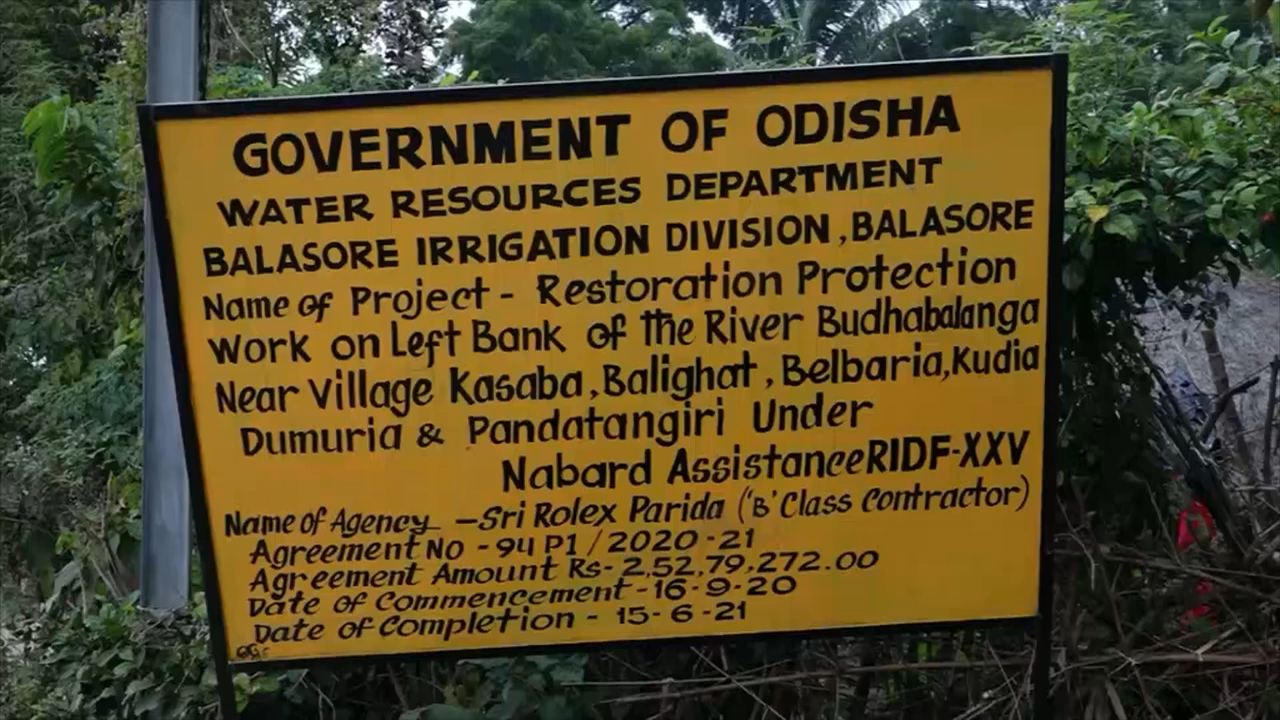 GOVERNMENT OF ODISHA
WATER RESOURCES DEPARTMENT
BALASORE IRRIGATION DIVISION, BALASORE
Name of Project - Restoration Protection
Work on Left Bank of the River Budhabalanga
Near Village Kasaba, Balighat, Belbaria, Kudia
Dumuria & Pandatangiri Under
Nabard Assistance RIDF-XXV
Name of Agency - Sri Rolex Parida ('B' Class Contractor)
Agreement No - 94 P1 / 2020 - 21
Agreement Amount Rs- 2,52,79,272.00
Date of Commencement - 16-9-20
Date of Completion - 15-6-21